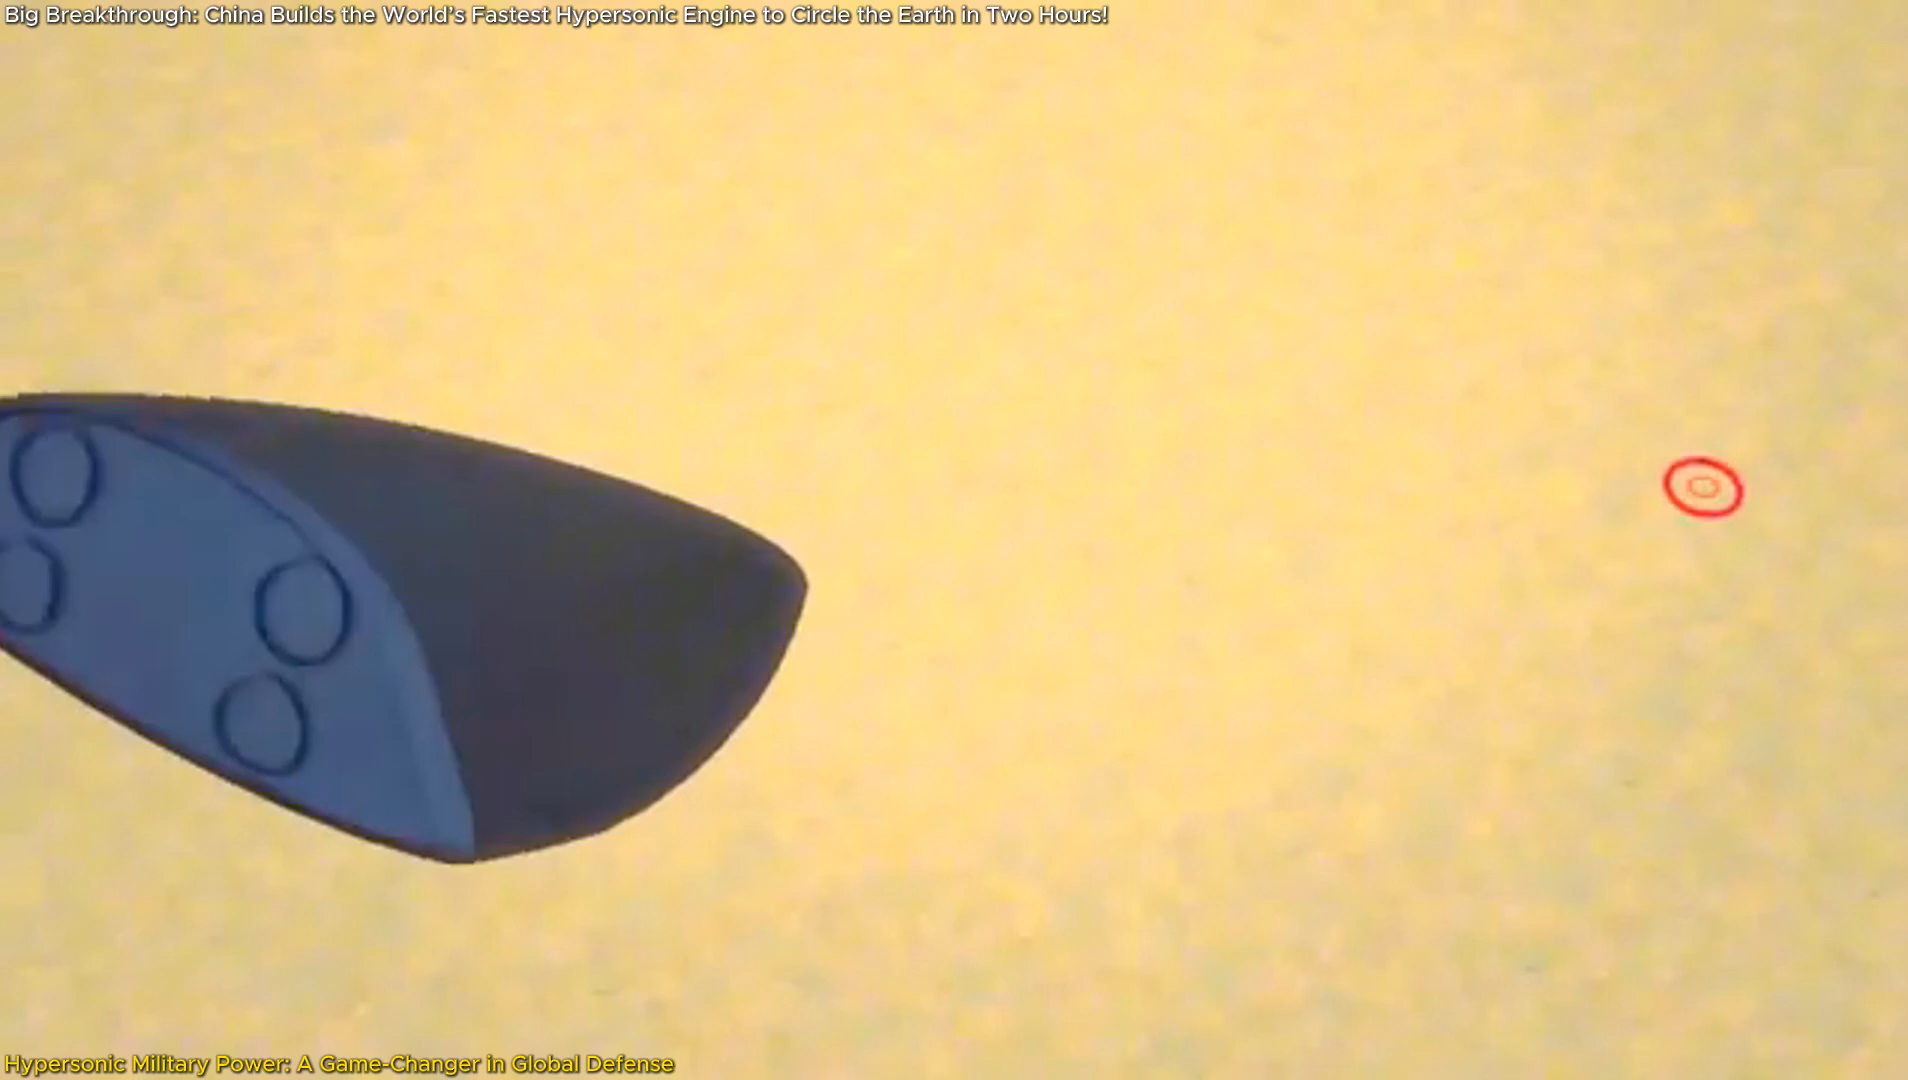 Big Breakthrough: China Builds the World's Fastest Hypersonic Engine to Circle the Earth in Two Hours!
Hypersonic Military Power: A Game-Changer in Global Defense